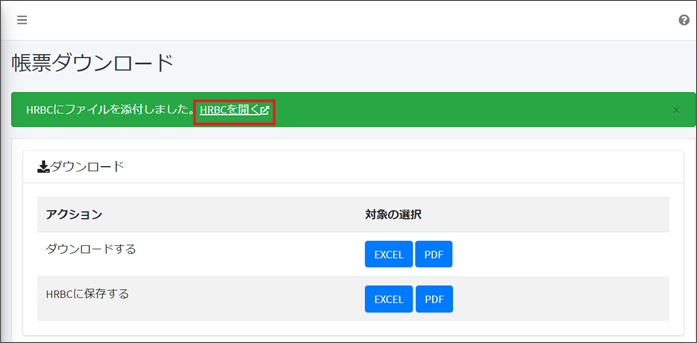 帳票ダウンロード
HRBCにファイルを添付しました。HRBCを開く
×
ダウンロード
アクション 対象の選択
ダウンロードする EXCEL PDF
HRBCに保存する EXCEL PDF